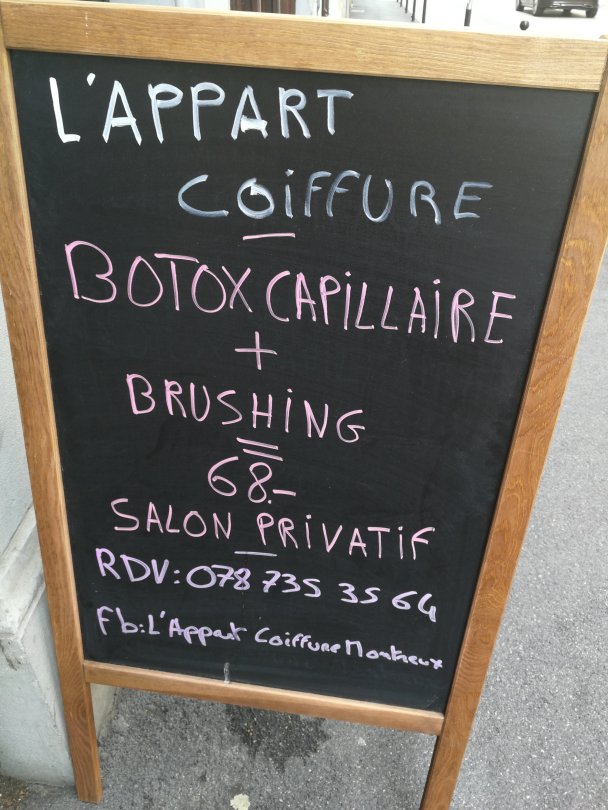 L'APPART
COIFFURE
BOTOX CAPILLAIRE
+
BRUSHING
=
68.-
SALON PRIVATIF
RDV: 078 735 35 64
Fb: L'Appart Coiffure Montreux